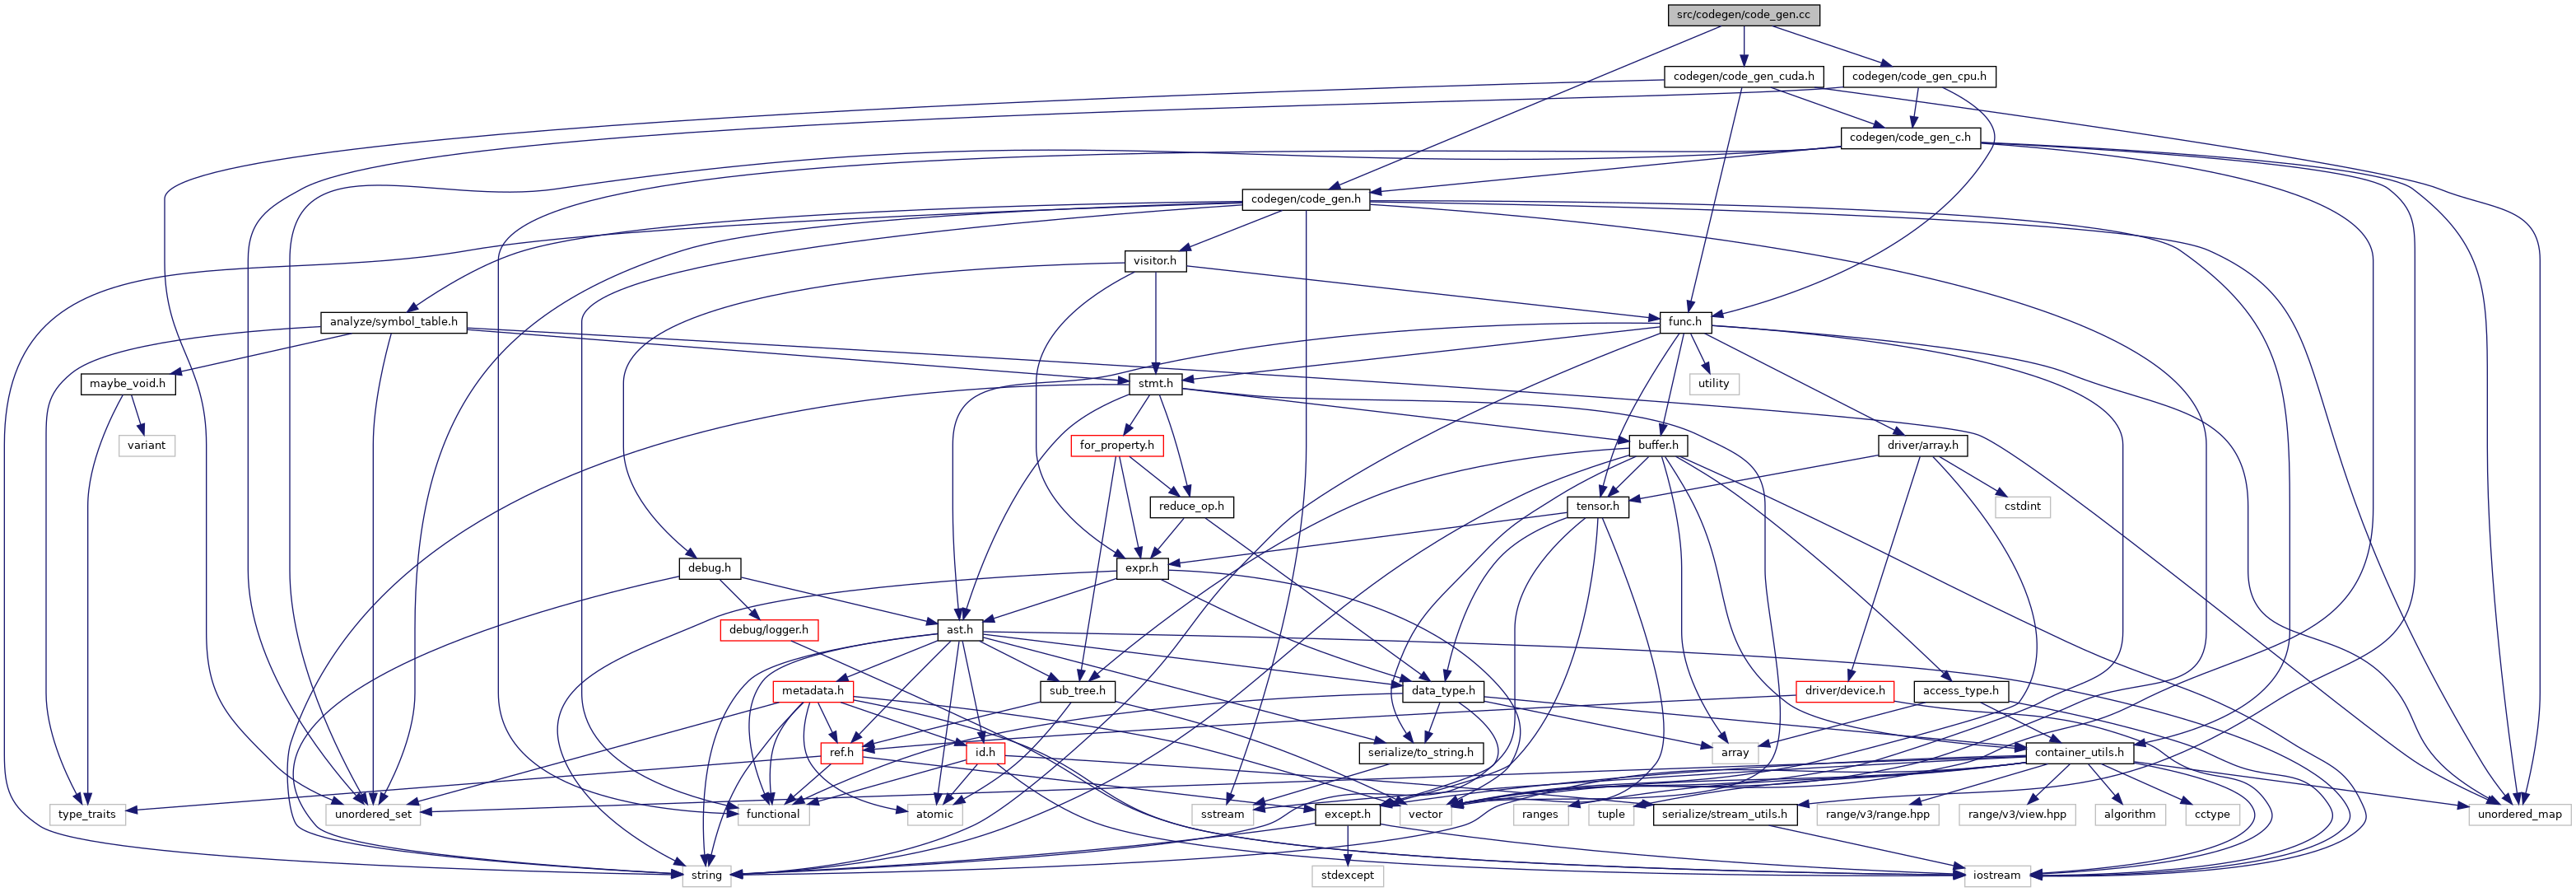 src/codegen/code_gen.cc
codegen/code_gen_cuda.h
codegen/code_gen_cpu.h
codegen/code_gen_c.h
codegen/code_gen.h
visitor.h
analyze/symbol_table.h
func.h
maybe_void.h
stmt.h
utility
variant
for_property.h
buffer.h
driver/array.h
reduce_op.h
tensor.h
cstdint
debug.h
expr.h
debug/logger.h
ast.h
metadata.h
sub_tree.h
data_type.h
driver/device.h
access_type.h
ref.h
id.h
serialize/to_string.h
array
container_utils.h
type_traits
unordered_set
functional
atomic
sstream
except.h
vector
ranges
tuple
serialize/stream_utils.h
range/v3/range.hpp
range/v3/view.hpp
algorithm
cctype
unordered_map
string
stdexcept
iostream